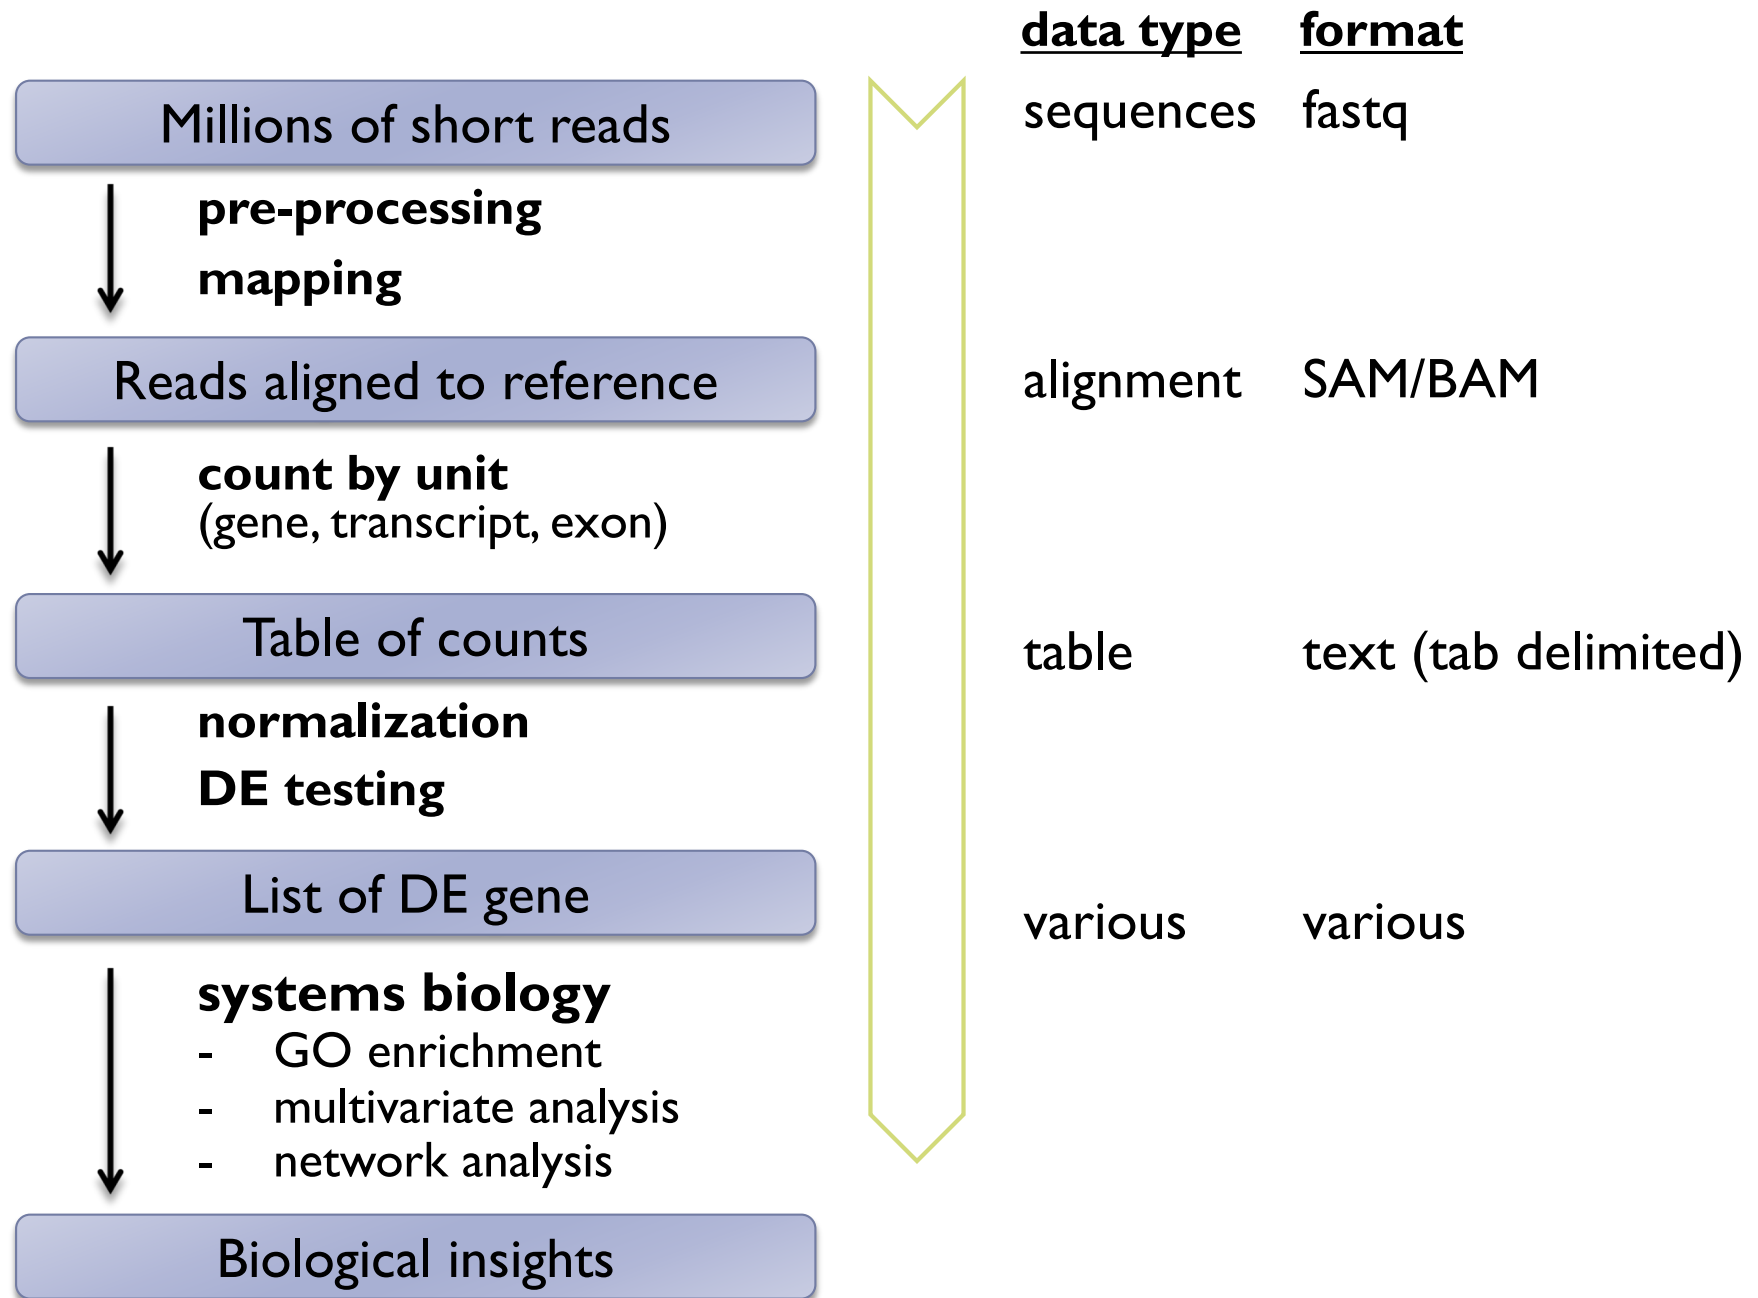 data type format
Millions of short reads
sequences fastq
pre-processing
mapping
Reads aligned to reference
alignment SAM/BAM
count by unit
(gene, transcript, exon)
Table of counts
table text (tab delimited)
normalization
DE testing
List of DE gene
various various
systems biology
- GO enrichment
- multivariate analysis
- network analysis
Biological insights